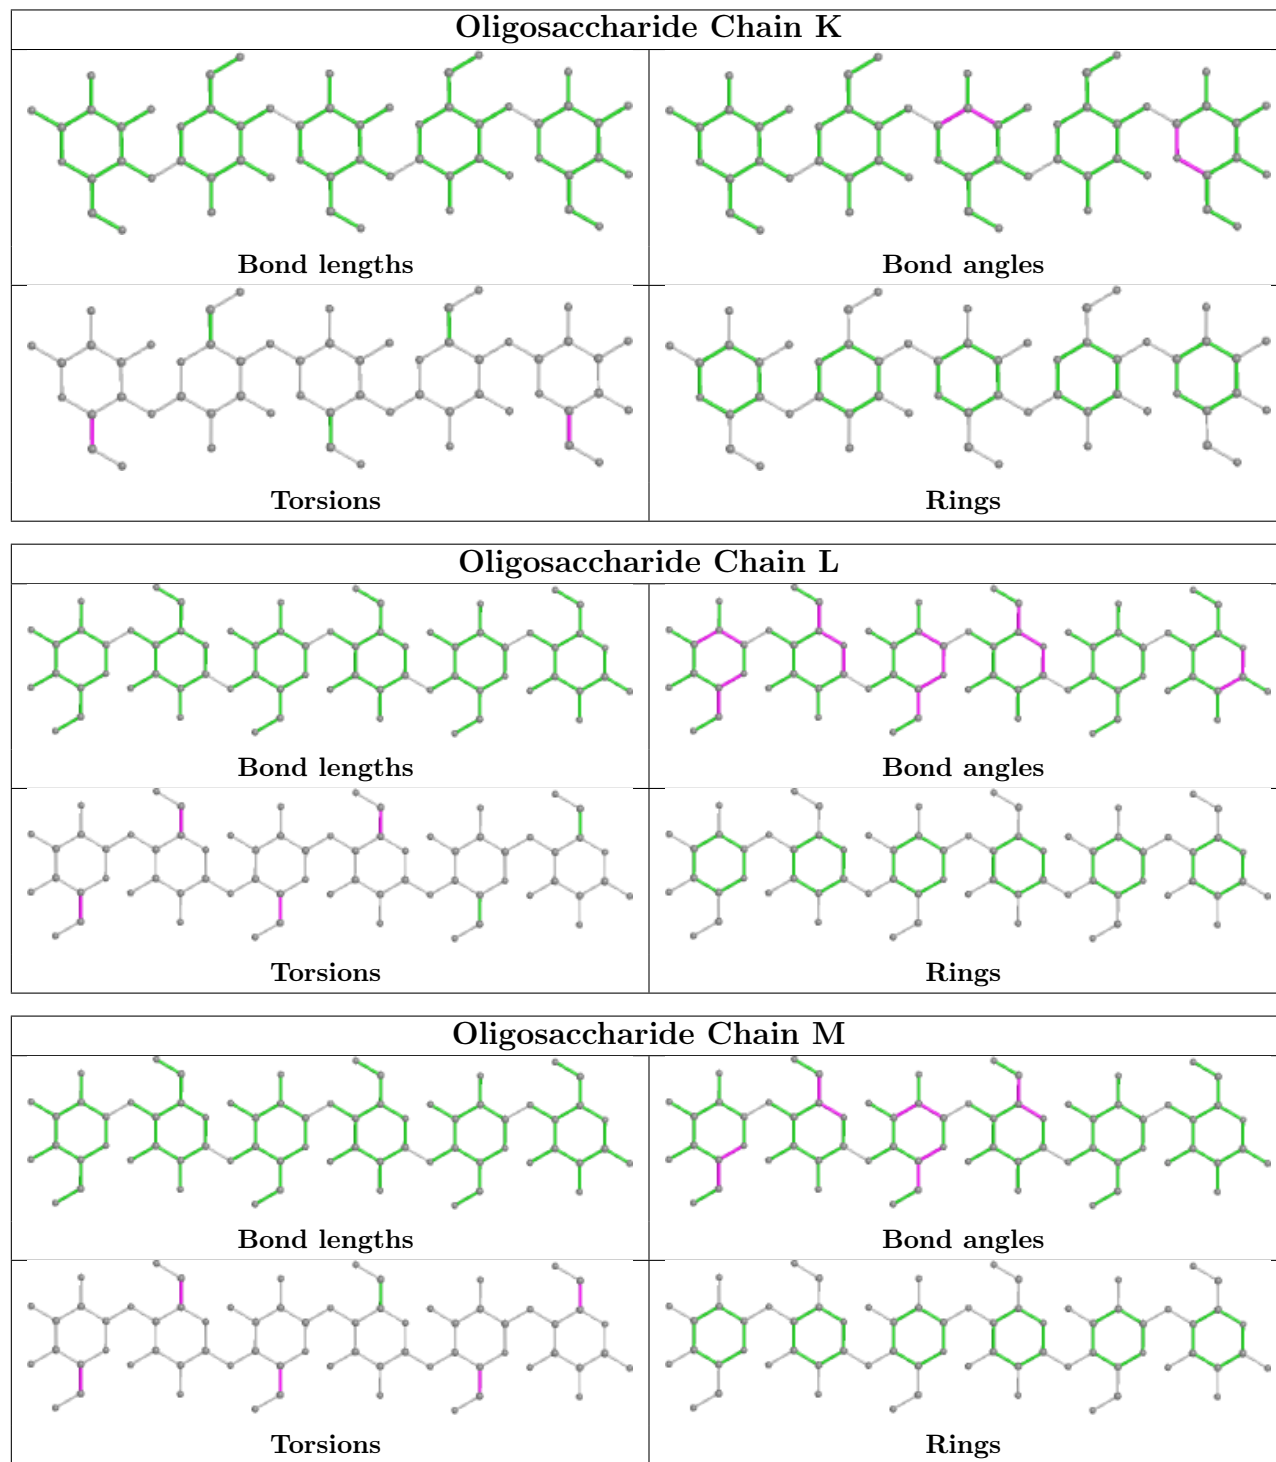 Oligosaccharide Chain K
Bond lengths
Bond angles
Torsions
Rings
Oligosaccharide Chain L
Bond lengths
Bond angles
Torsions
Rings
Oligosaccharide Chain M
Bond lengths
Bond angles
Torsions
Rings